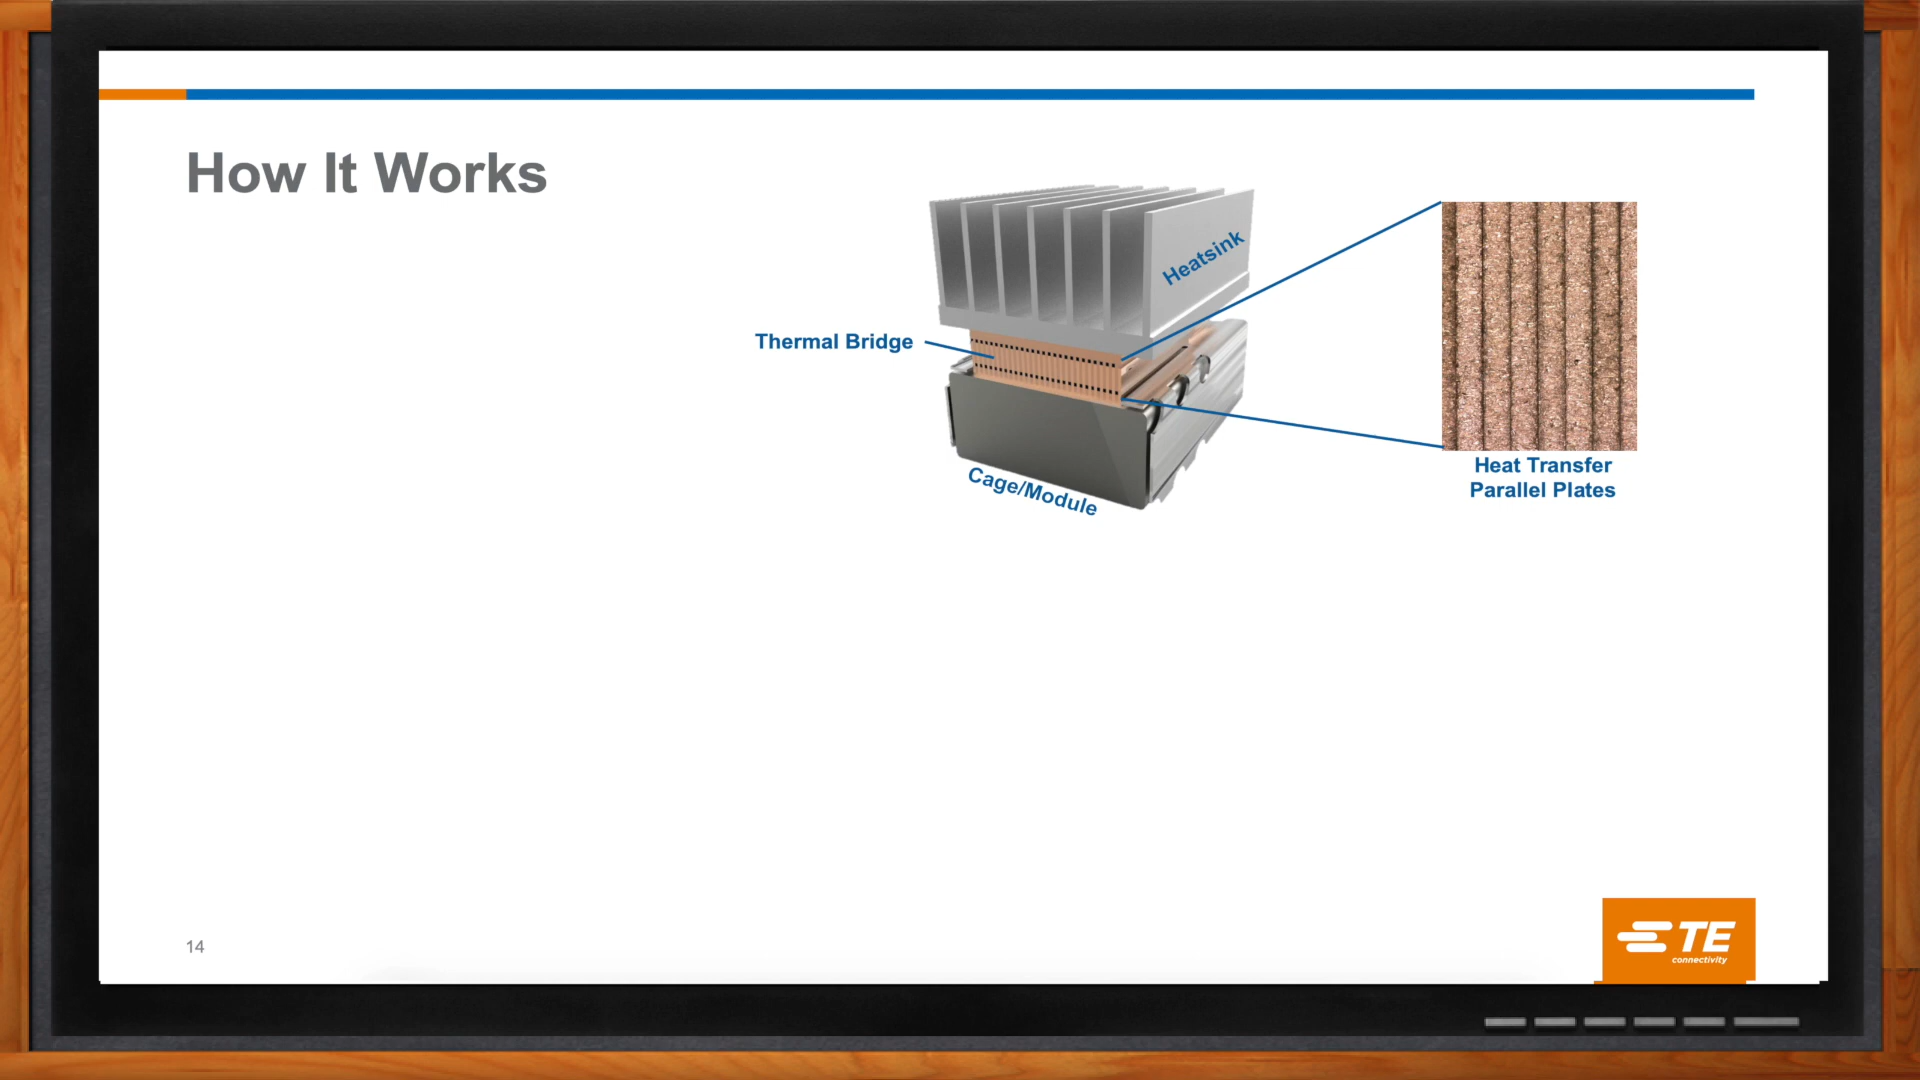 How It Works
Heatsink
Thermal Bridge
Cage/Module
Heat Transfer
Parallel Plates
14
TE
connectivity